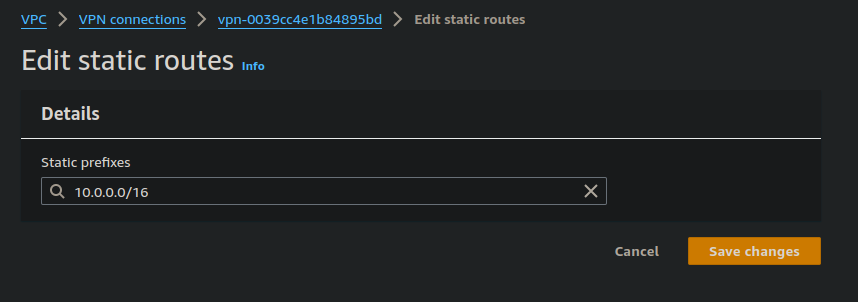 VPC > VPN connections > vpn-0039cc4e1b84895bd > Edit static routes
Edit static routes Info
Details
Static prefixes
10.0.0.0/16
Cancel Save changes